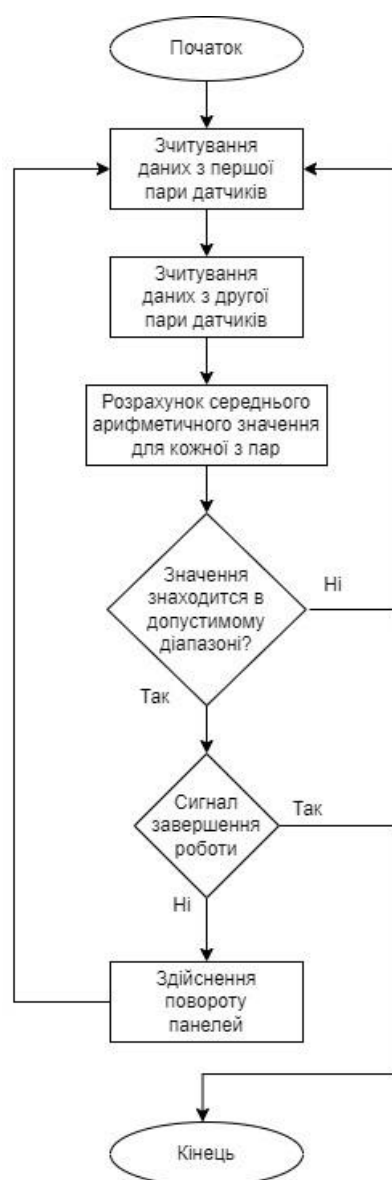 Початок
Зчитування
даних з першої
пари датчиків
Зчитування
даних з другої
пари датчиків
Розрахунок середнього
арифметичного значення
для кожної з пар
Значення
знаходится в
допустимому
діапазоні?
Ні
Так
Сигнал
завершення
роботи
Так
Ні
Здійснення
повороту
панелей
Кінець